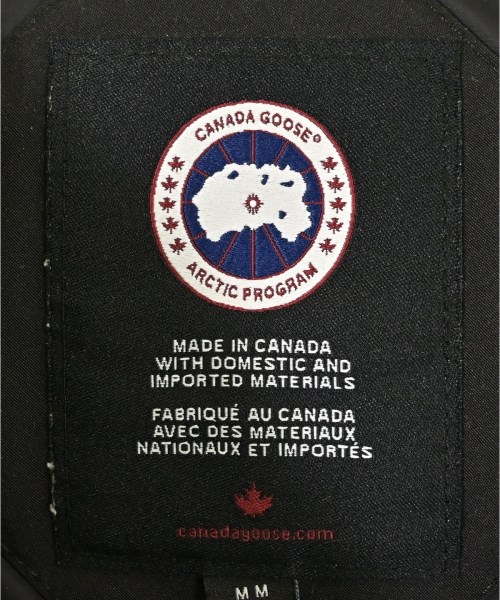 CANADA GOOSE®
ARCTIC PROGRAM
MADE IN CANADA
WITH DOMESTIC AND
IMPORTED MATERIALS
FABRIQUÉ AU CANADA
AVEC DES MATERIAUX
NATIONAUX ET IMPORTÉS
canadagoose.com
M M